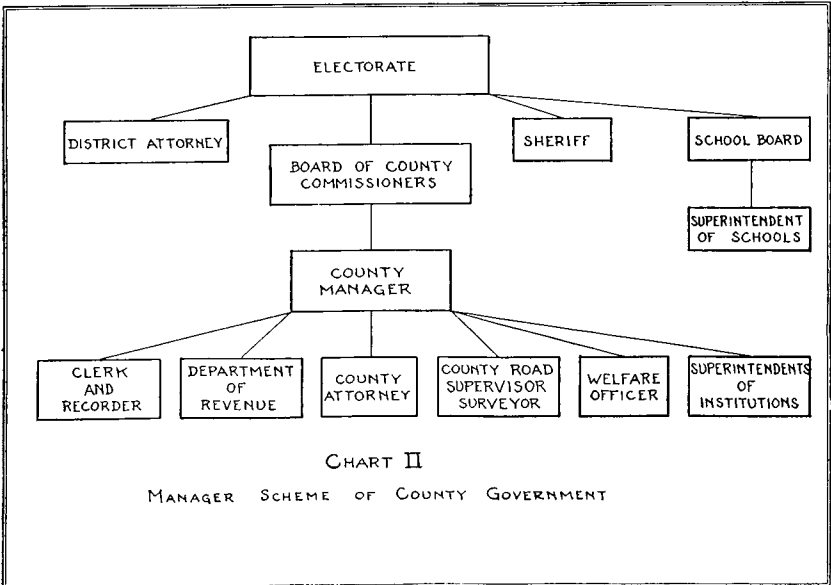 ELECTORATE
DISTRICT ATTORNEY
BOARD OF COUNTY
COMMISSIONERS
SHERIFF
SCHOOL BOARD
SUPERINTENDENT
OF SCHOOLS
COUNTY
MANAGER
CLERK
AND
RECORDER
DEPARTMENT
OF
REVENUE
COUNTY
ATTORNEY
COUNTY ROAD
SUPERVISOR
SURVEYOR
WELFARE
OFFICER
SUPERINTENDENTS
OF
INSTITUTIONS
CHART II
MANAGER SCHEME OF COUNTY GOVERNMENT